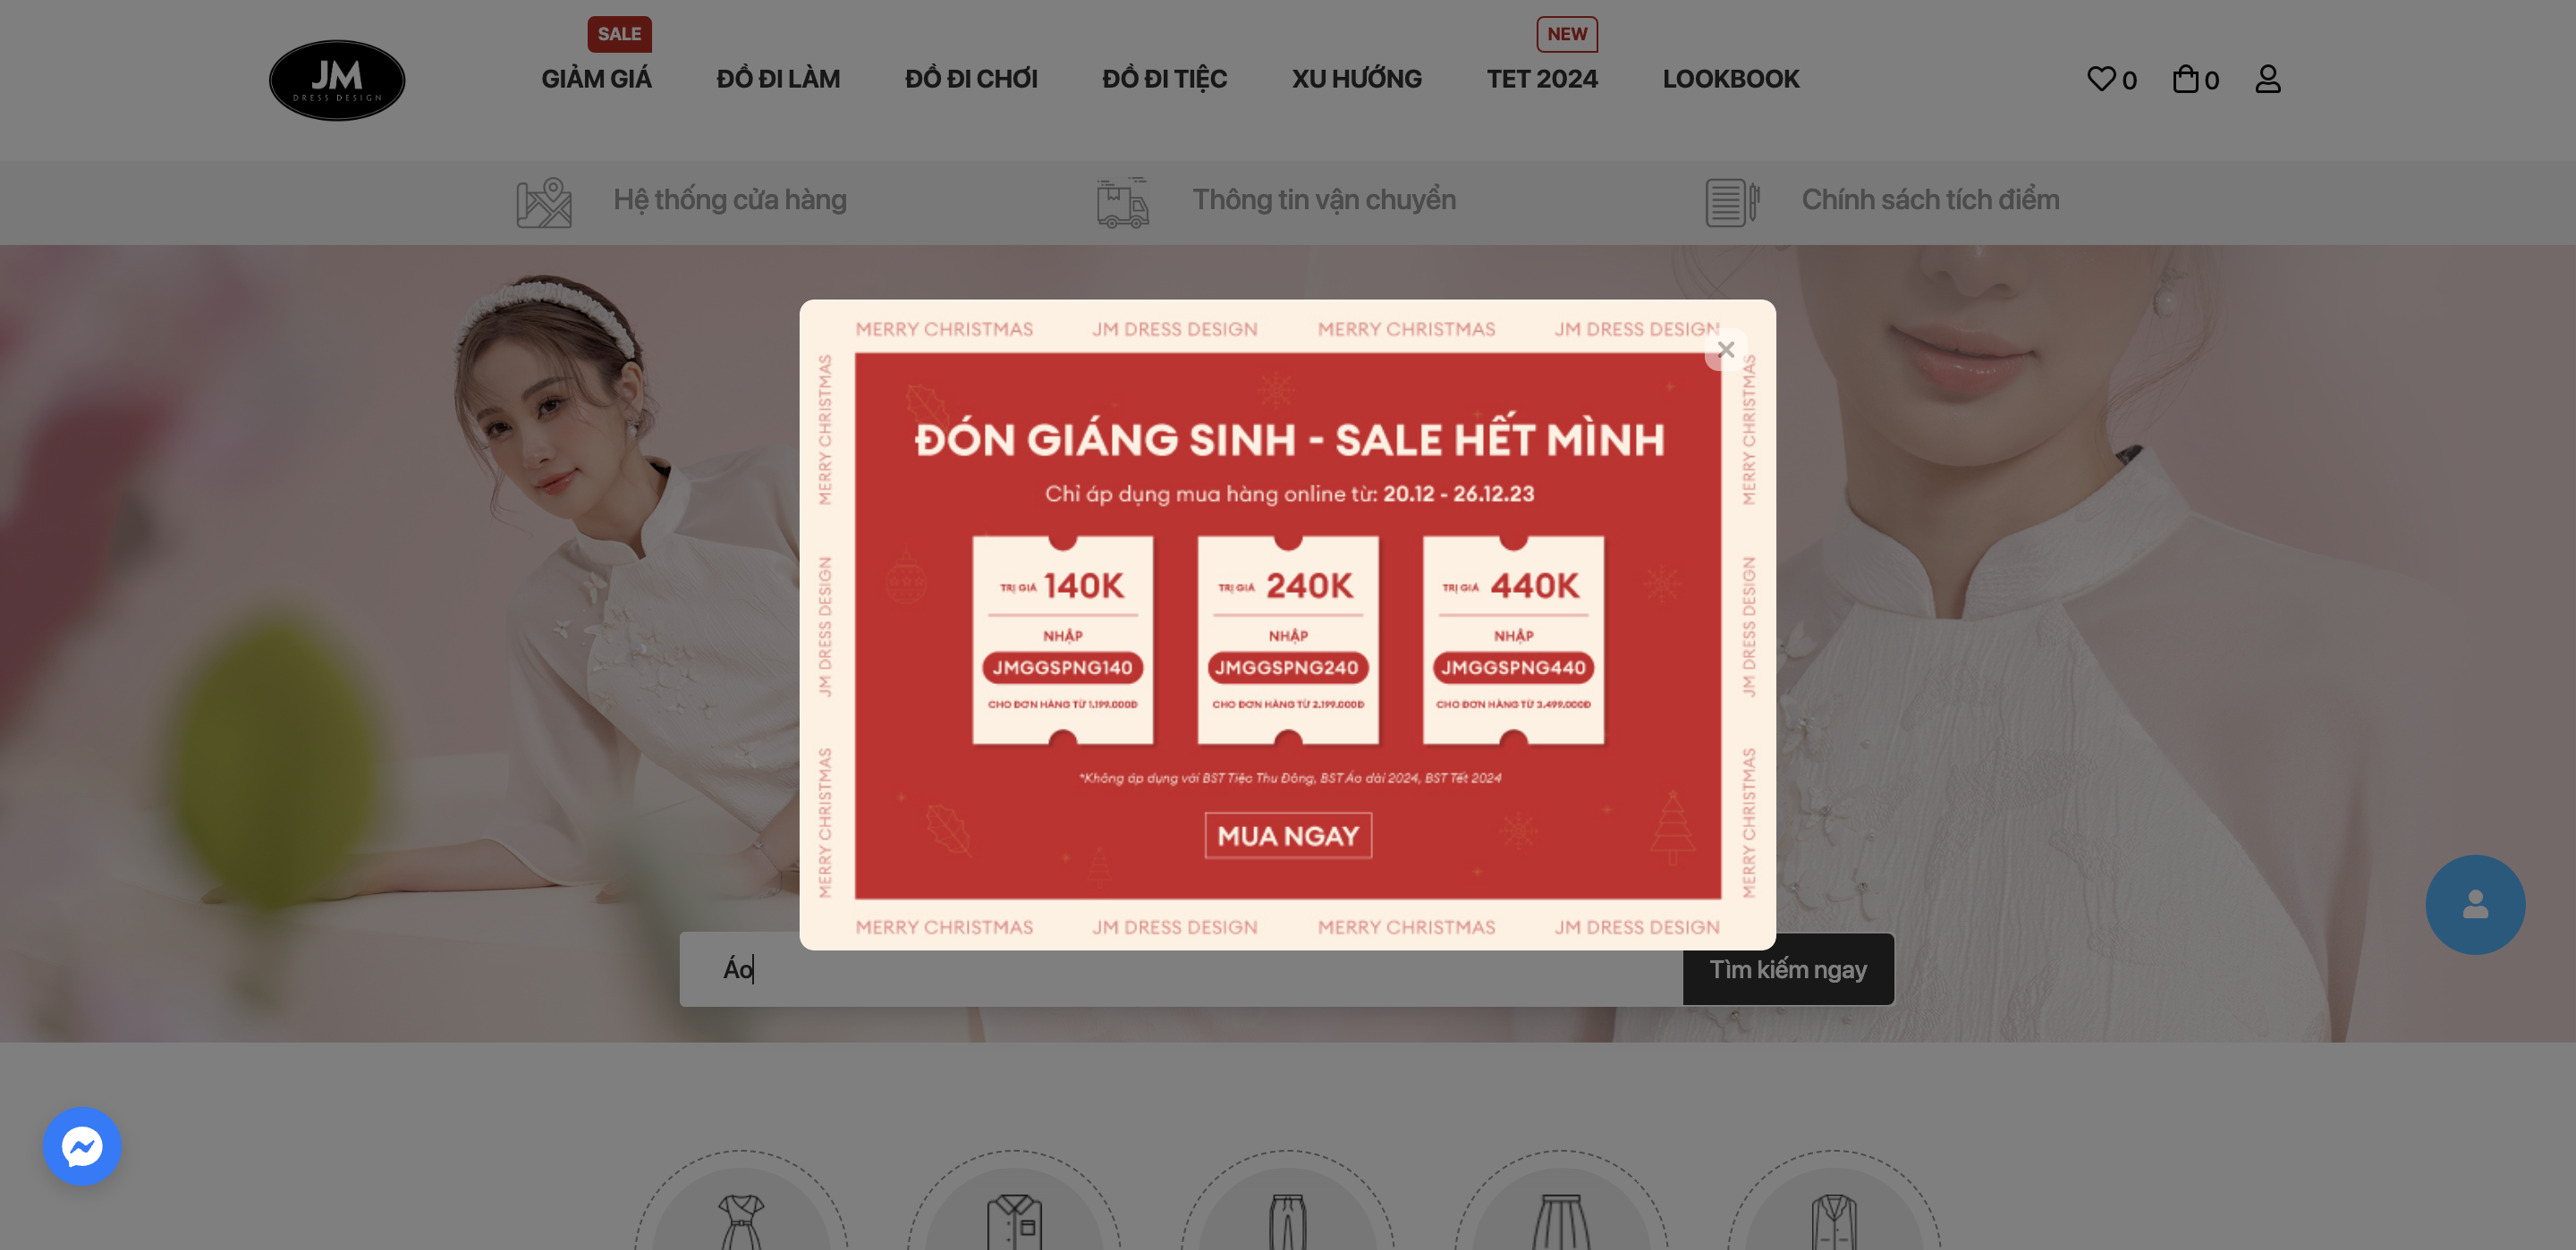 SALE
NEW
JM
DRESS DESIGN
GIẢM GIÁ
ĐỒ ĐI LÀM
ĐỒ ĐI CHƠI
ĐỒ ĐI TIỆC
XU HƯỚNG
TET 2024
LOOKBOOK
0
0
Hệ thống cửa hàng
Thông tin vận chuyển
Chính sách tích điểm
MERRY CHRISTMAS JM DRESS DESIGN MERRY CHRISTMAS JM DRESS DESIGN
MERRY CHRISTMAS
JM DRESS DESIGN
MERRY CHRISTMAS
ĐÓN GIÁNG SINH - SALE HẾT MÌNH
Chỉ áp dụng mua hàng online từ: 20.12 - 26.12.23
TRỊ GIÁ 140K
NHẬP
JMGGSPNG140
CHO ĐƠN HÀNG TỪ 1.199.000Đ
TRỊ GIÁ 240K
NHẬP
JMGGSPNG240
CHO ĐƠN HÀNG TỪ 2.199.000Đ
TRỊ GIÁ 440K
NHẬP
JMGGSPNG440
CHO ĐƠN HÀNG TỪ 3.499.000Đ
*Không áp dụng với BST Tiệc Thu Đông, BST Áo dài 2024, BST Tết 2024
MUA NGAY
MERRY CHRISTMAS
JM DRESS DESIGN
MERRY CHRISTMAS
MERRY CHRISTMAS JM DRESS DESIGN MERRY CHRISTMAS JM DRESS DESIGN
Áo
Tìm kiếm ngay